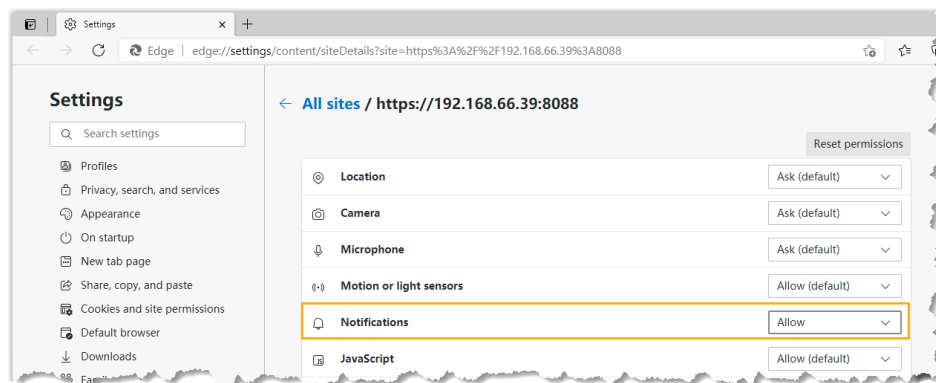 Settings
Edge | edge://settings/content/siteDetails?site=https%3A%2F%2F192.168.66.39%3A8088
Settings
← All sites / https://192.168.66.39:8088
Search settings
Reset permissions
Profiles
Location Ask (default)
Privacy, search, and services
Appearance
Camera Ask (default)
On startup
Microphone Ask (default)
New tab page
Share, copy, and paste
Motion or light sensors Allow (default)
Cookies and site permissions
Notifications Allow
Default browser
Downloads
JavaScript Allow (default)